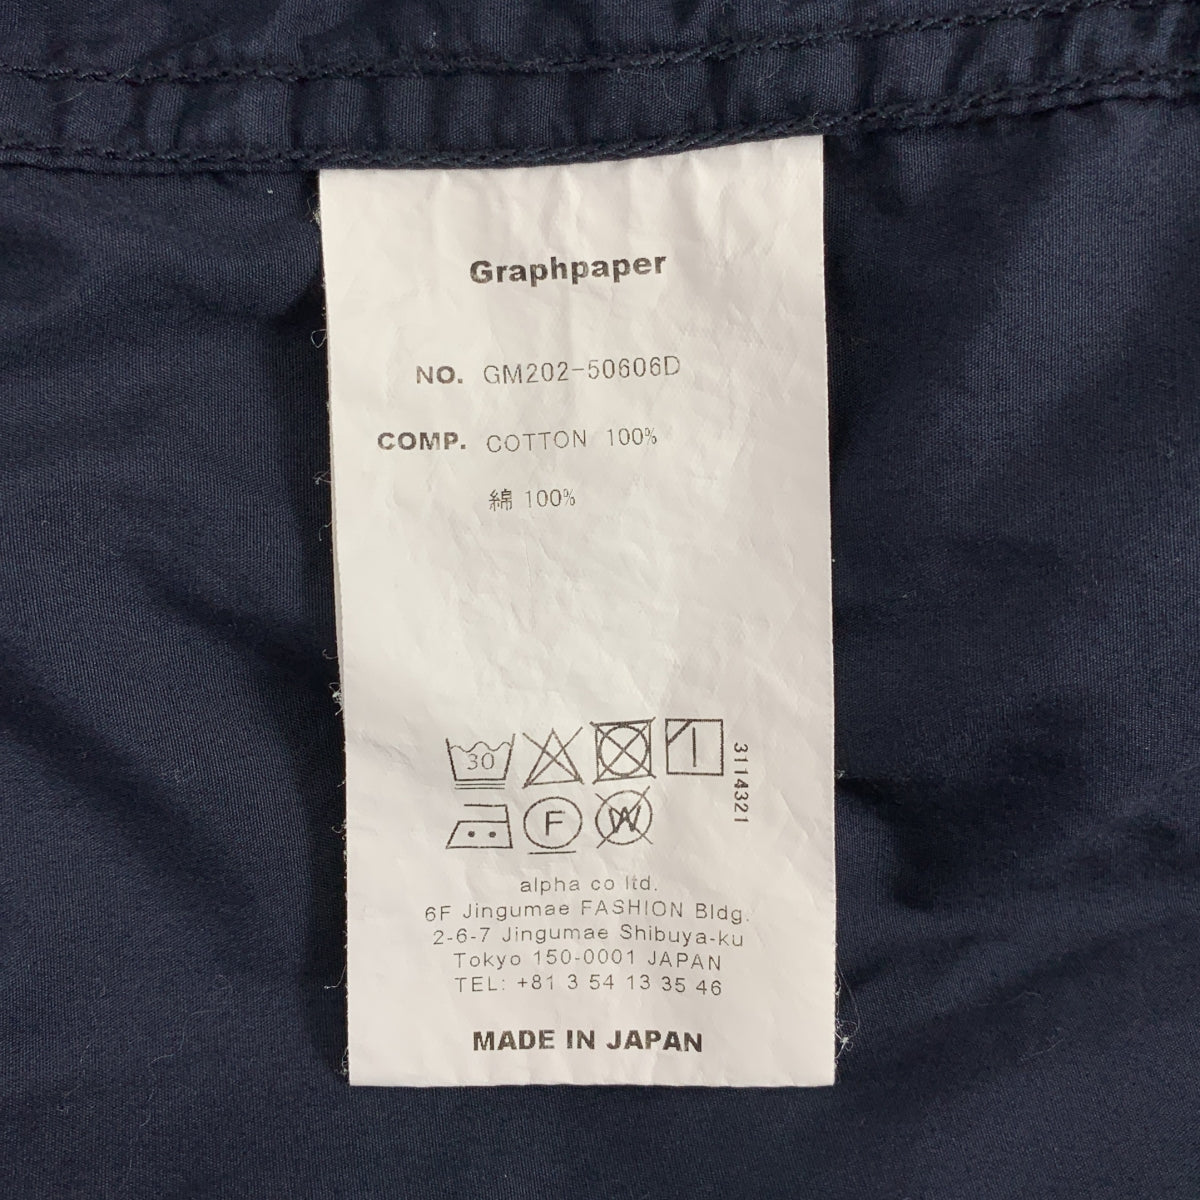 Graphpaper
NO. GM202-50606D
COMP. COTTON 100%
綿 100%
30
3114321
F
W
alpha co ltd.
6F Jingumae FASHION Bldg.
2-6-7 Jingumae Shibuya-ku
Tokyo 150-0001 JAPAN
TEL: +81 3 54 13 35 46
MADE IN JAPAN